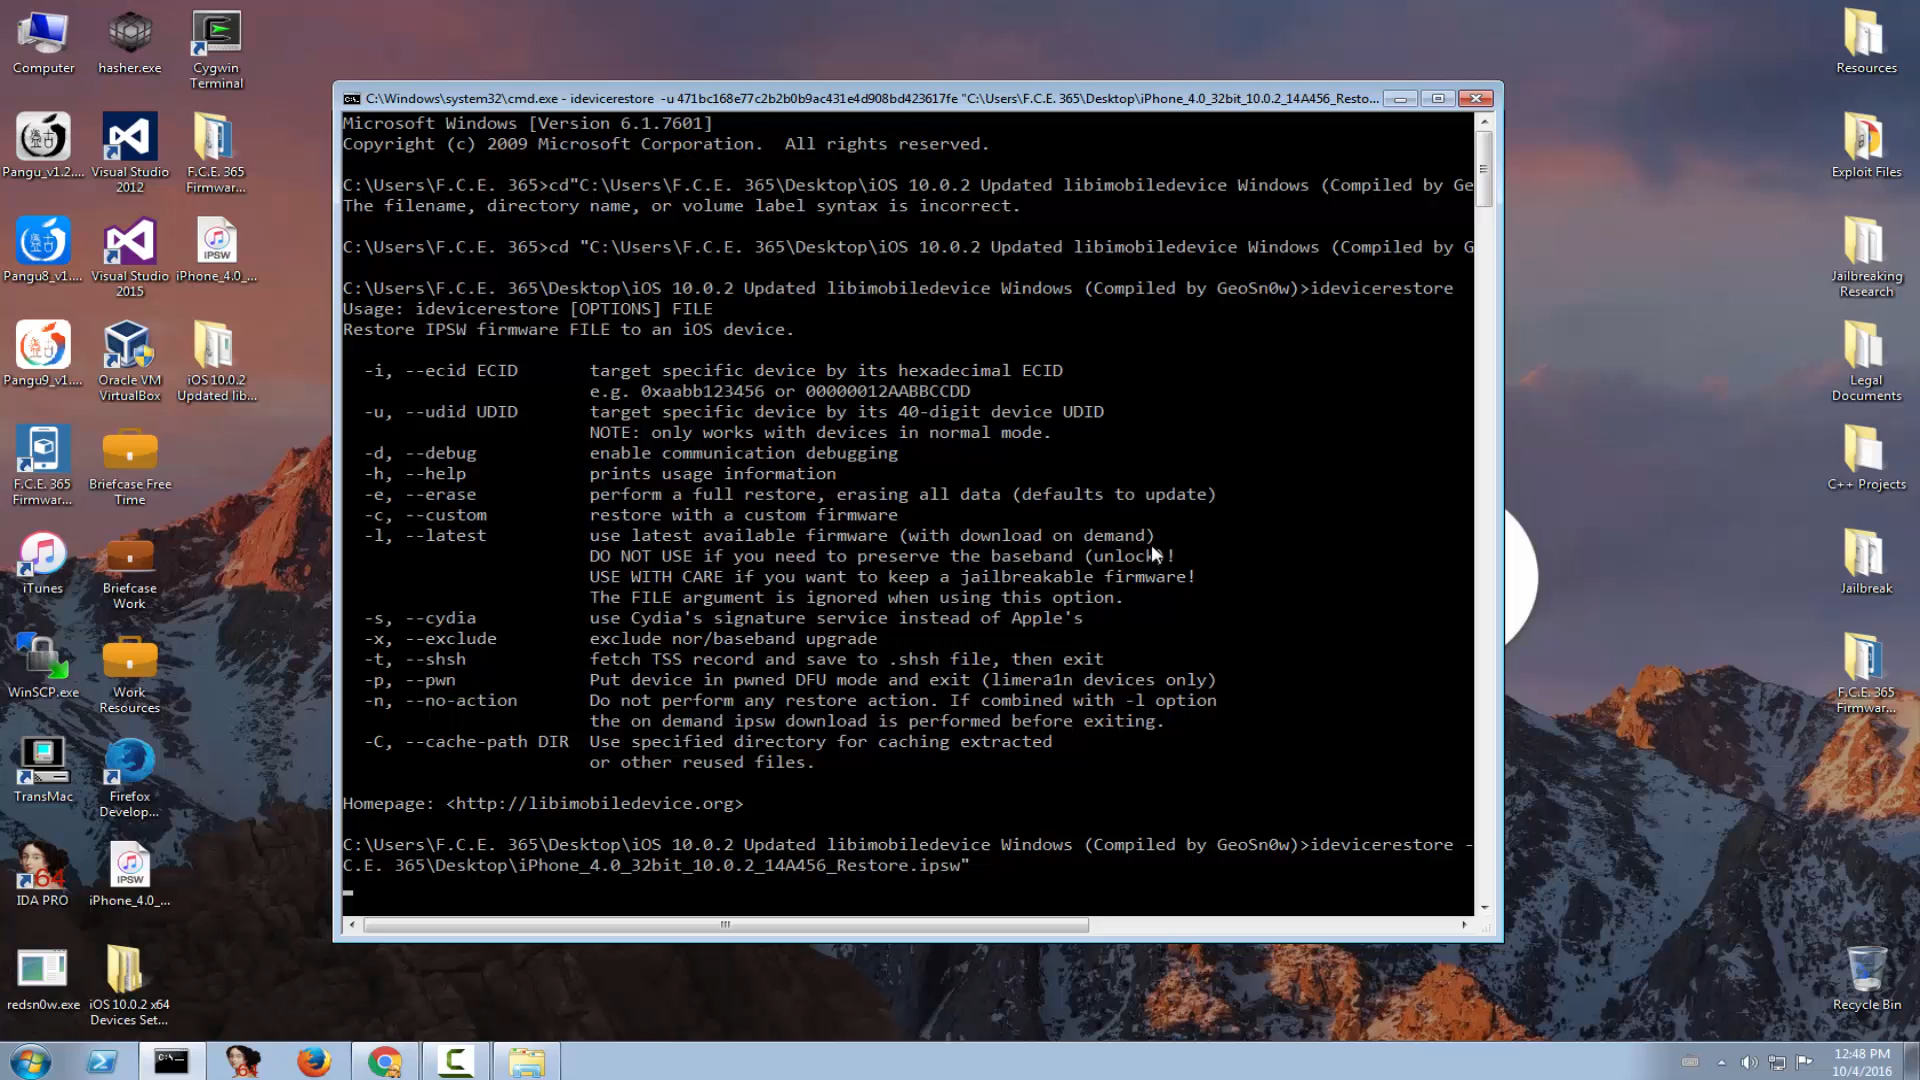 Computer
hasher.exe
Cygwin
Terminal
Pangu_v1.2....
Visual Studio
2012
F.C.E. 365
Firmwar...
Pangu8_v1....
Visual Studio
2015
IPSW
iPhone_4.0_...
Pangu9_v1....
Oracle VM
VirtualBox
iOS 10.0.2
Updated lib...
F.C.E. 365
Firmwar...
Briefcase Free
Time
iTunes
Briefcase
Work
WinSCP.exe
Work
Resources
TransMac
Firefox
Develop...
64
IDA PRO
IPSW
iPhone_4.0_...
redsn0w.exe
iOS 10.0.2 x64
Devices Set...
C:\Windows\system32\cmd.exe - idevicerestore -u 471bc168e77c2b2b0b9ac431e4d908bd423617fe "C:\Users\F.C.E. 365\Desktop\iPhone_4.0_32bit_10.0.2_14A456_Resto...
Microsoft Windows [Version 6.1.7601]
Copyright (c) 2009 Microsoft Corporation.  All rights reserved.
C:\Users\F.C.E. 365>cd"C:\Users\F.C.E. 365\Desktop\iOS 10.0.2 Updated libimobiledevice Windows (Compiled by Ge
The filename, directory name, or volume label syntax is incorrect.
C:\Users\F.C.E. 365>cd "C:\Users\F.C.E. 365\Desktop\iOS 10.0.2 Updated libimobiledevice Windows (Compiled by G
C:\Users\F.C.E. 365\Desktop\iOS 10.0.2 Updated libimobiledevice Windows (Compiled by GeoSn0w)>idevicerestore
Usage: idevicerestore [OPTIONS] FILE
Restore IPSW firmware FILE to an iOS device.
-i, --ecid ECID       target specific device by its hexadecimal ECID
e.g. 0xaabb123456 or 00000012AABBCCDD
-u, --udid UDID       target specific device by its 40-digit device UDID
NOTE: only works with devices in normal mode.
-d, --debug           enable communication debugging
-h, --help            prints usage information
-e, --erase           perform a full restore, erasing all data (defaults to update)
-c, --custom          restore with a custom firmware
-l, --latest          use latest available firmware (with download on demand)
DO NOT USE if you need to preserve the baseband (unlock)!
USE WITH CARE if you want to keep a jailbreakable firmware!
The FILE argument is ignored when using this option.
-s, --cydia           use Cydia's signature service instead of Apple's
-x, --exclude         exclude nor/baseband upgrade
-t, --shsh            fetch TSS record and save to .shsh file, then exit
-p, --pwn             Put device in pwned DFU mode and exit (limera1n devices only)
-n, --no-action       Do not perform any restore action. If combined with -l option
the on demand ipsw download is performed before exiting.
-C, --cache-path DIR  Use specified directory for caching extracted
or other reused files.
Homepage: <http://libimobiledevice.org>
C:\Users\F.C.E. 365\Desktop\iOS 10.0.2 Updated libimobiledevice Windows (Compiled by GeoSn0w)>idevicerestore -
C.E. 365\Desktop\iPhone_4.0_32bit_10.0.2_14A456_Restore.ipsw"
Resources
Exploit Files
Jailbreaking
Research
Legal
Documents
C++ Projects
Jailbreak
F.C.E. 365
Firmwar...
Recycle Bin
64
12:48 PM
10/4/2016